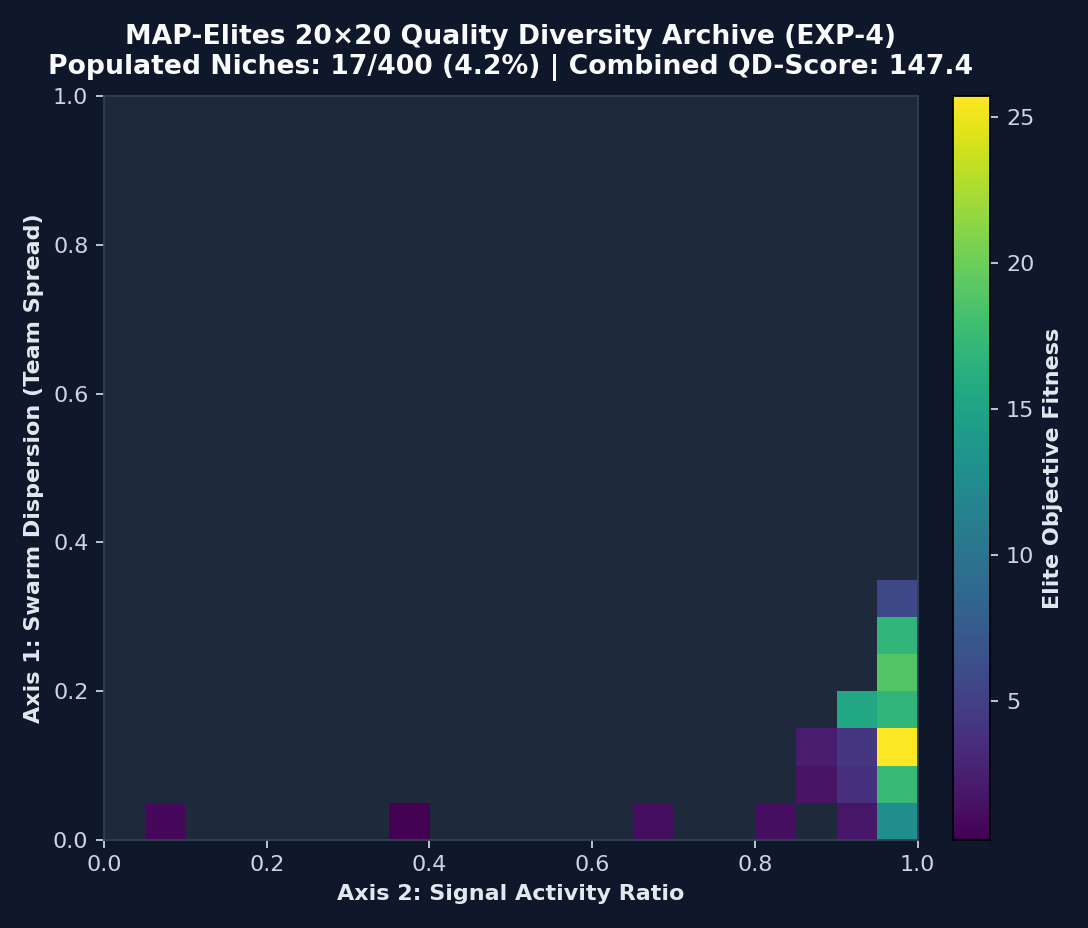 MAP-Elites 20×20 Quality Diversity Archive (EXP-4)
Populated Niches: 17/400 (4.2%) | Combined QD-Score: 147.4
Axis 1: Swarm Dispersion (Team Spread)
1.0
0.8
0.6
0.4
0.2
0.0
0.0 0.2 0.4 0.6 0.8 1.0
Axis 2: Signal Activity Ratio
25
20
15
10
5
Elite Objective Fitness